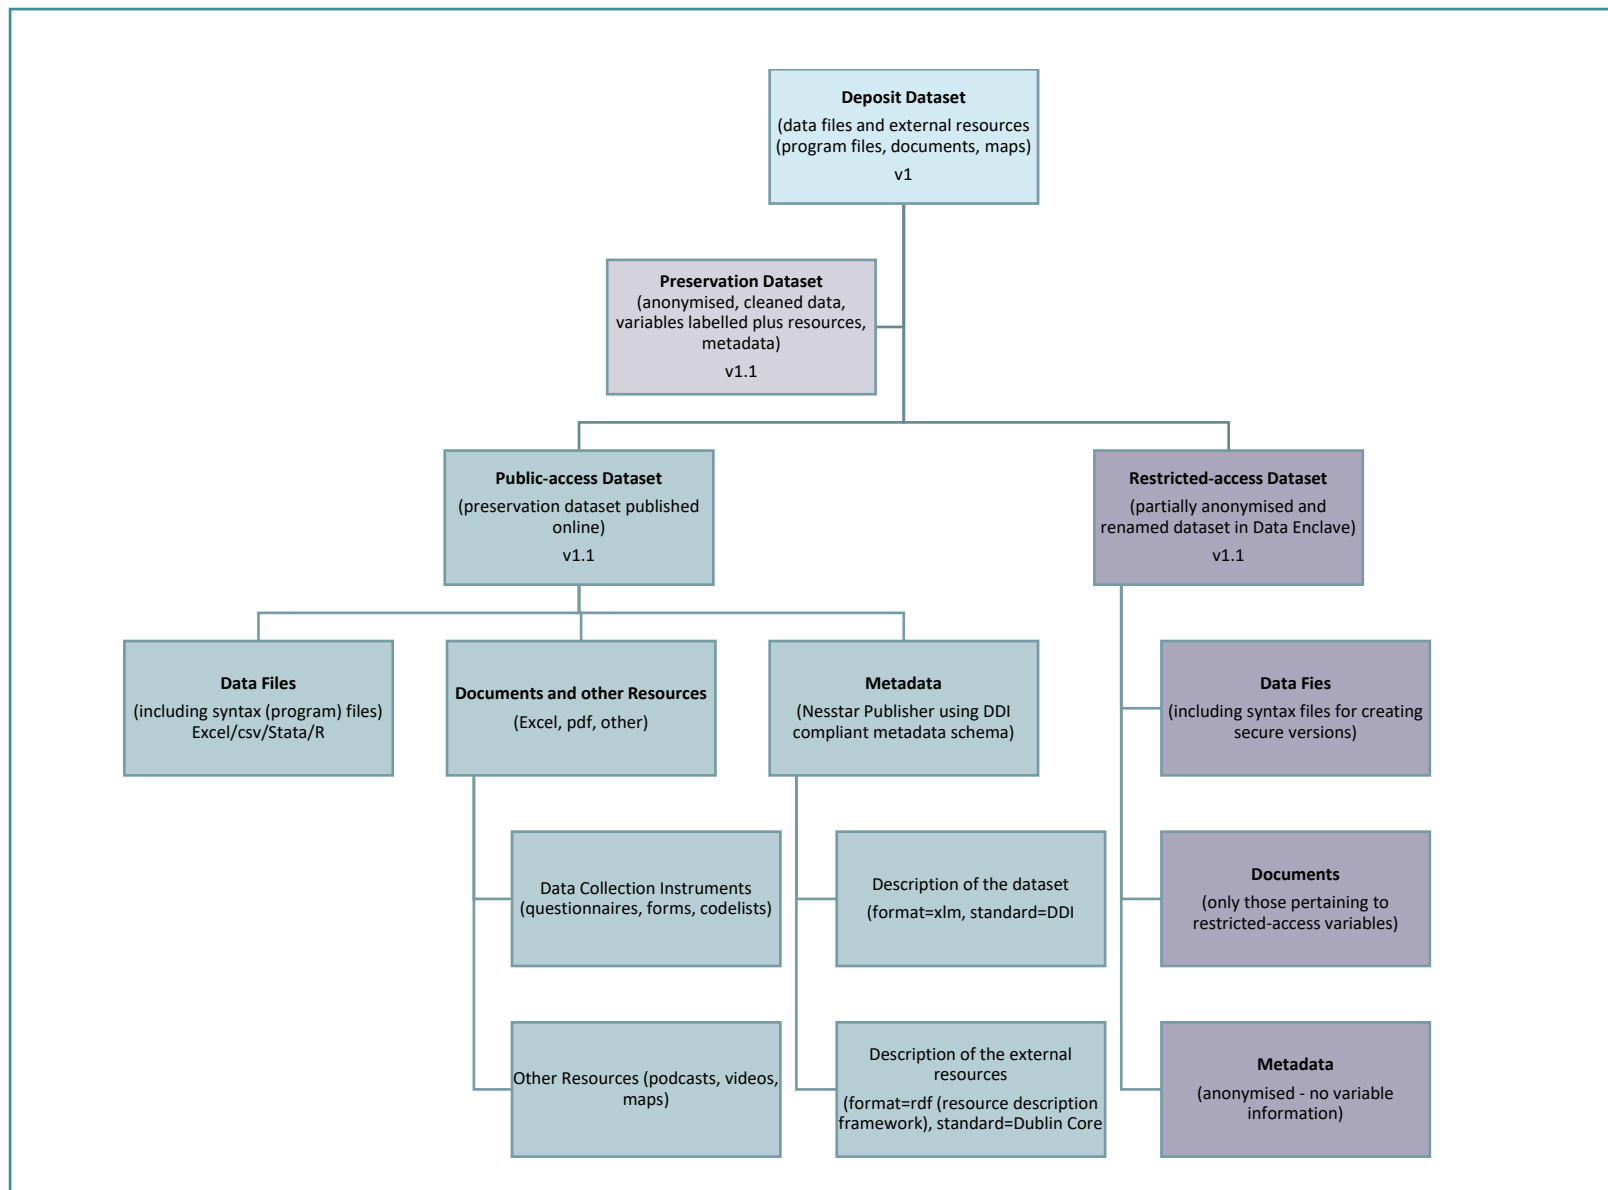 Deposit Dataset
(data files and external resources
(program files, documents, maps)
v1
Preservation Dataset
(anonymised, cleaned data,
variables labelled plus resources,
metadata)
v1.1
Public-access Dataset
(preservation dataset published
online)
v1.1
Restricted-access Dataset
(partially anonymised and
renamed dataset in Data Enclave)
v1.1
Data Files
(including syntax (program) files)
Excel/csv/Stata/R
Documents and other Resources
(Excel, pdf, other)
Metadata
(Nesstar Publisher using DDI
compliant metadata schema)
Data Fies
(including syntax files for creating
secure versions)
Data Collection Instruments
(questionnaires, forms, codelists)
Description of the dataset
(format=xlm, standard=DDI
Documents
(only those pertaining to
restricted-access variables)
Other Resources (podcasts, videos,
maps)
Description of the external
resources
(format=rdf (resource description
framework), standard=Dublin Core
Metadata
(anonymised - no variable
information)